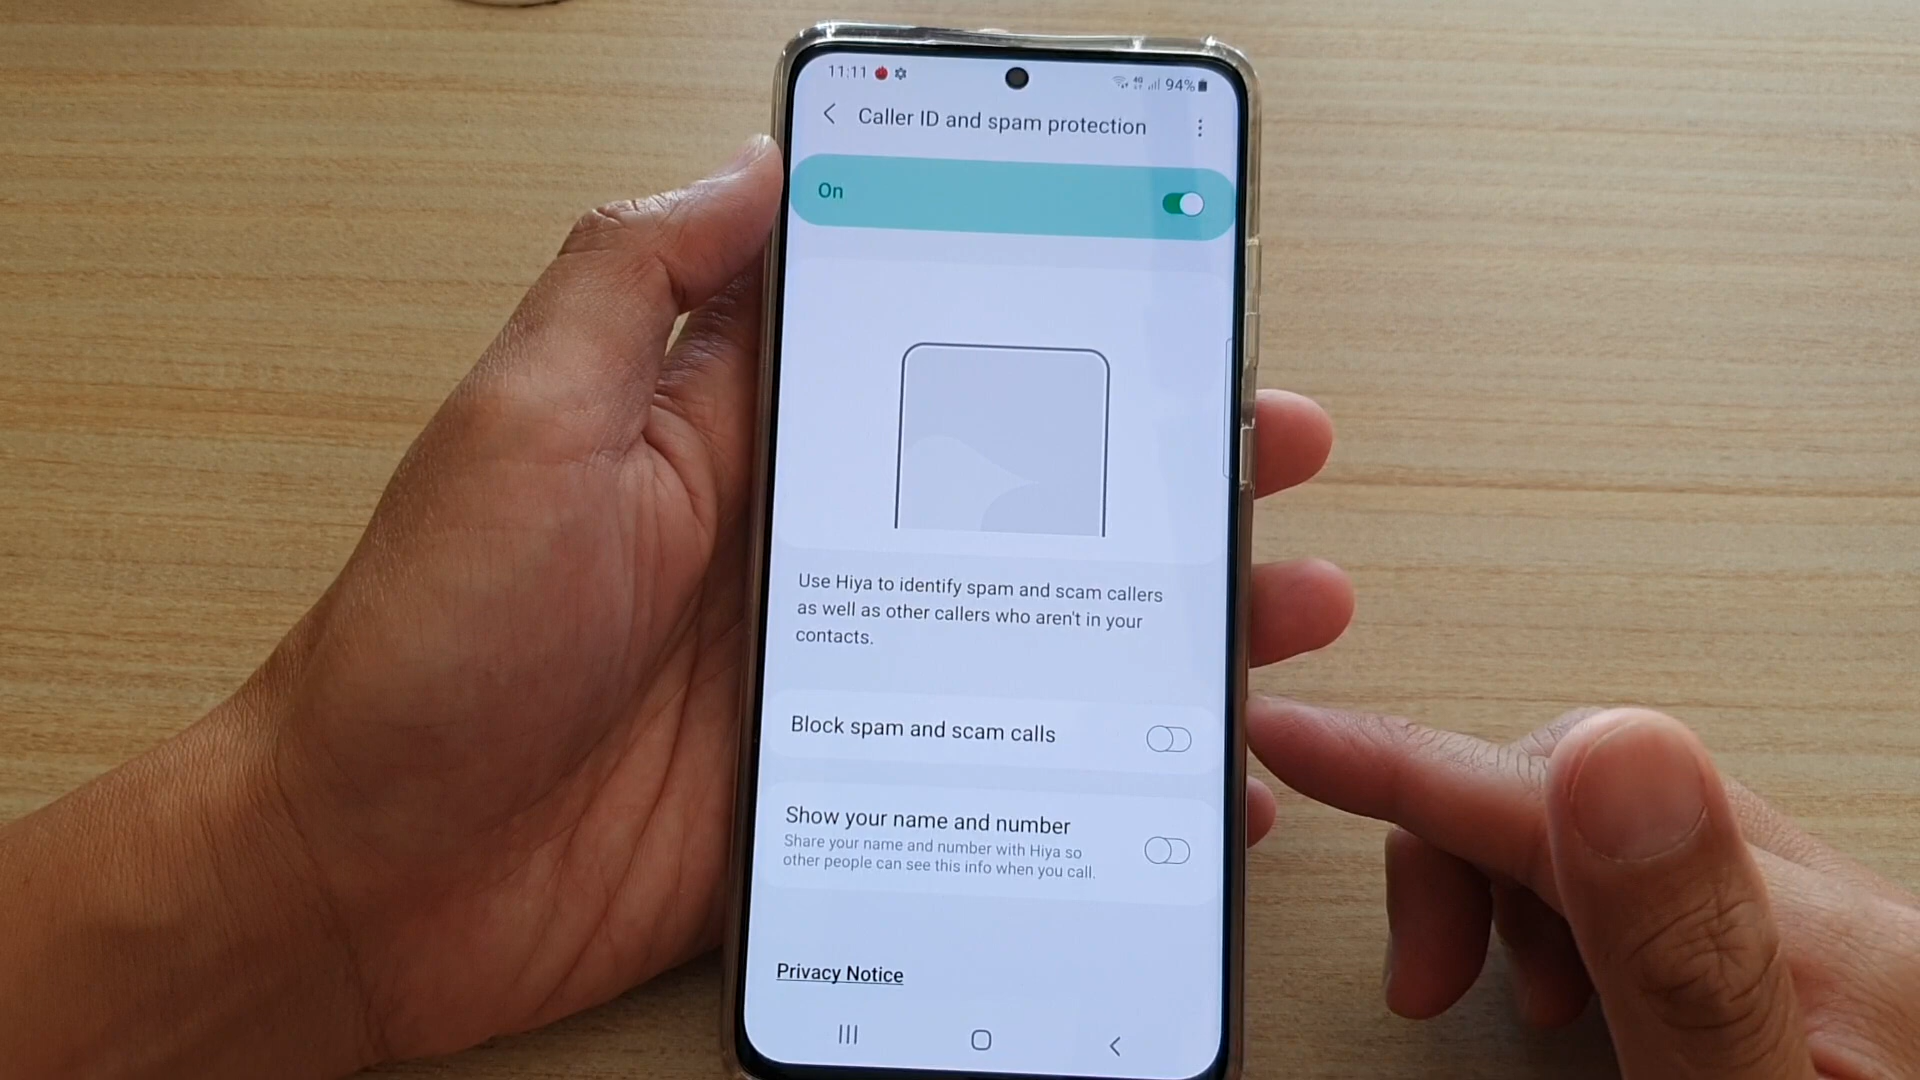 11:11
4G
94%
Caller ID and spam protection
On
Use Hiya to identify spam and scam callers
as well as other callers who aren't in your
contacts.
Block spam and scam calls
Show your name and number
Share your name and number with Hiya so
other people can see this info when you call.
Privacy Notice